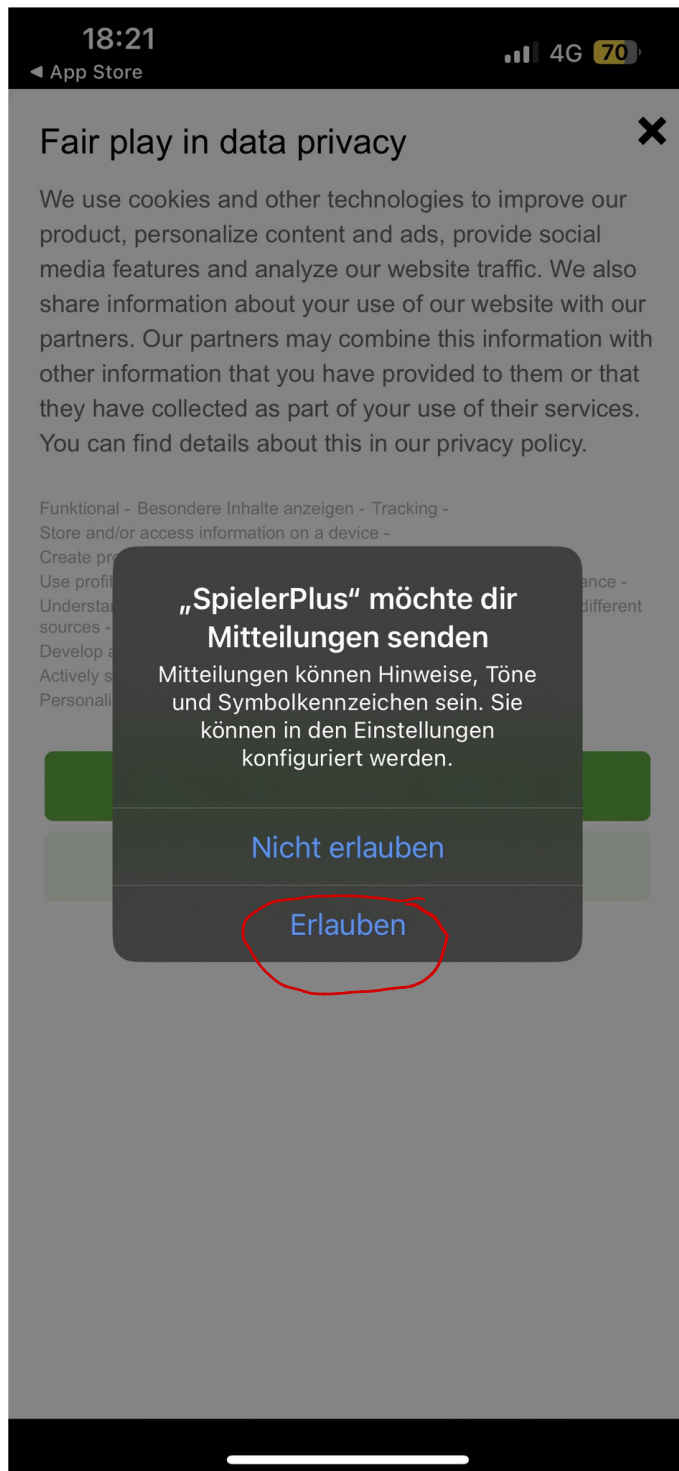 18:21
◀ App Store
4G 70
Fair play in data privacy
We use cookies and other technologies to improve our
product, personalize content and ads, provide social
media features and analyze our website traffic. We also
share information about your use of our website with our
partners. Our partners may combine this information with
other information that you have provided to them or that
they have collected as part of your use of their services.
You can find details about this in our privacy policy.
Funktional - Besondere Inhalte anzeigen - Tracking -
Store and/or access information on a device -
Create
Use
different
sources -
Develop
Actively
„SpielerPlus“ möchte dir
Mitteilungen senden
Mitteilungen können Hinweise, Töne
und Symbolkennzeichen sein. Sie
können in den Einstellungen
konfiguriert werden.
Nicht erlauben
Erlauben